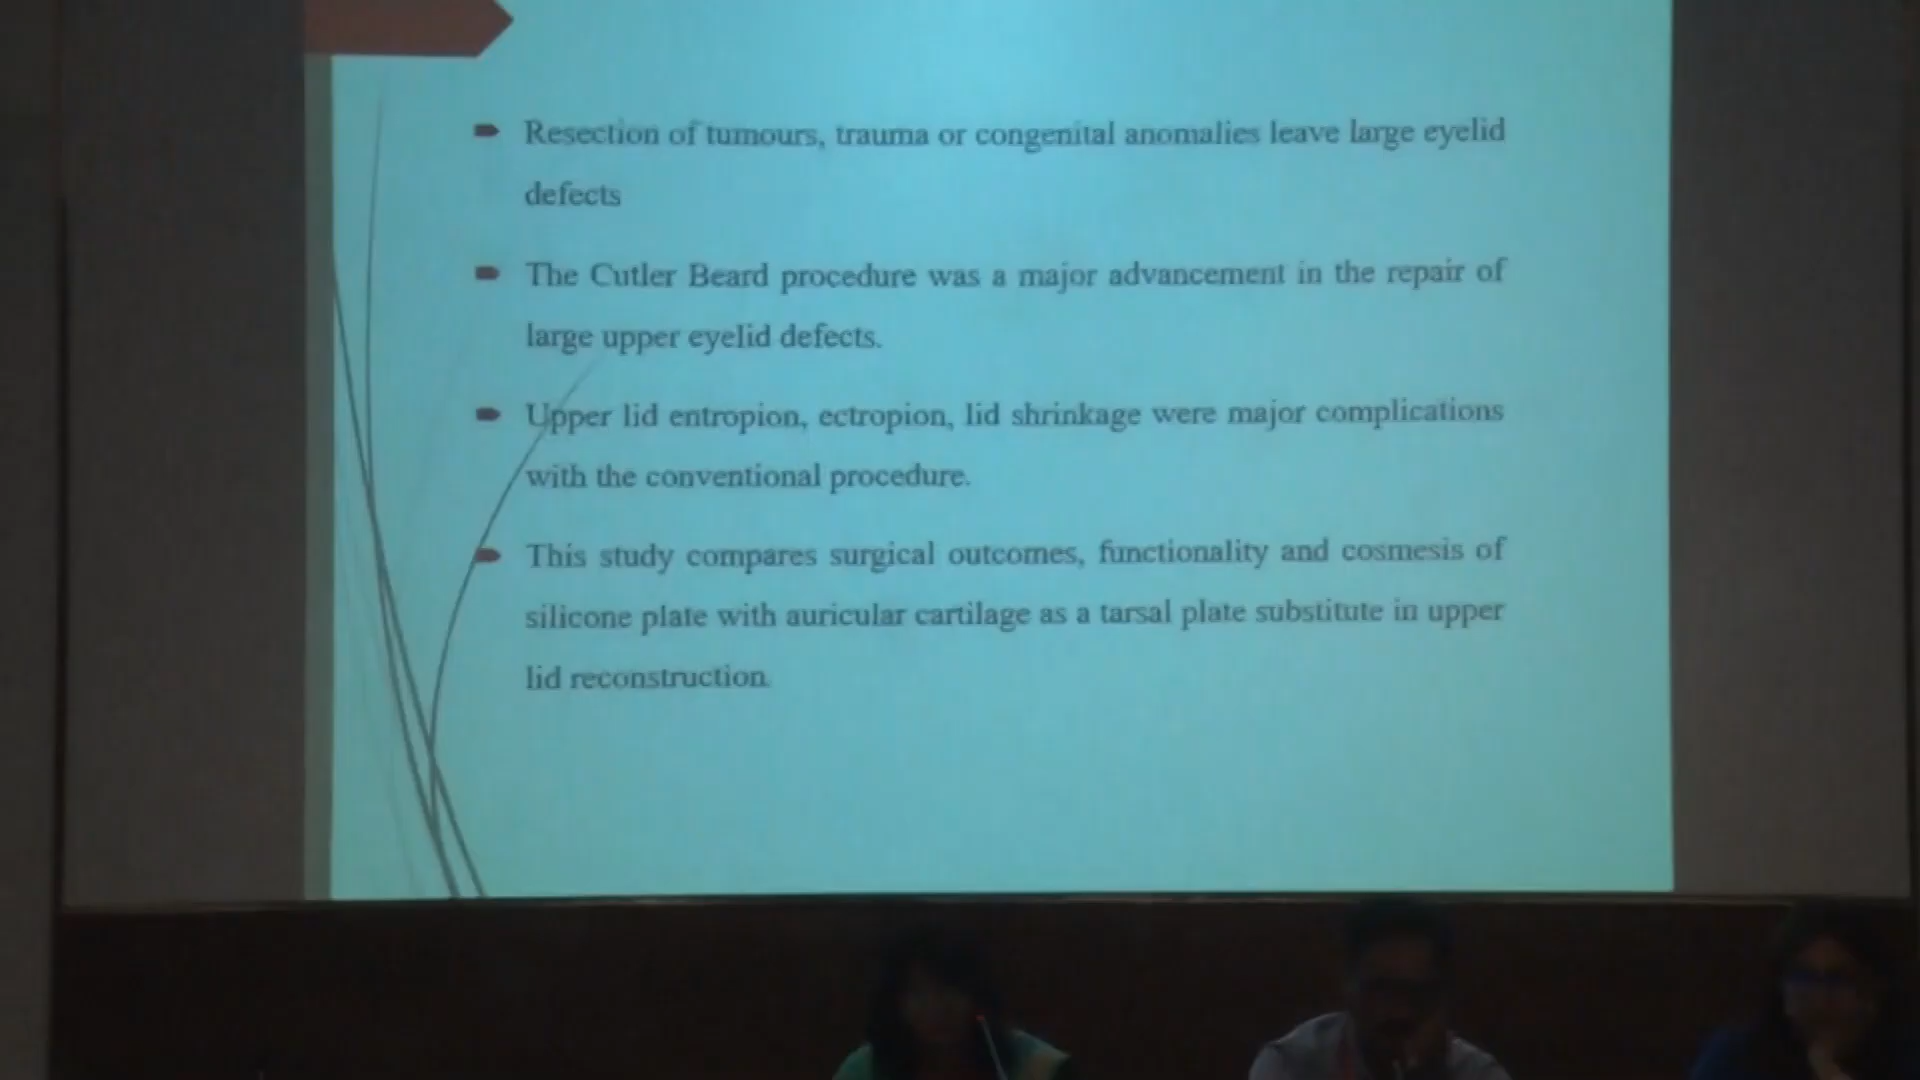 Resection of tumours, trauma or congenital anomalies leave large eyelid
defects
The Cutler Beard procedure was a major advancement in the repair of
large upper eyelid defects.
Upper lid entropion, ectropion, lid shrinkage were major complications
with the conventional procedure.
This study compares surgical outcomes, functionality and cosmesis of
silicone plate with auricular cartilage as a tarsal plate substitute in upper
lid reconstruction.